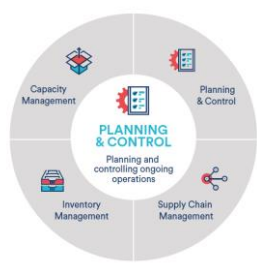 Capacity
Management
Planning
& Control
PLANNING
& CONTROL
Planning and
controlling ongoing
operations
Inventory
Management
Supply Chain
Management